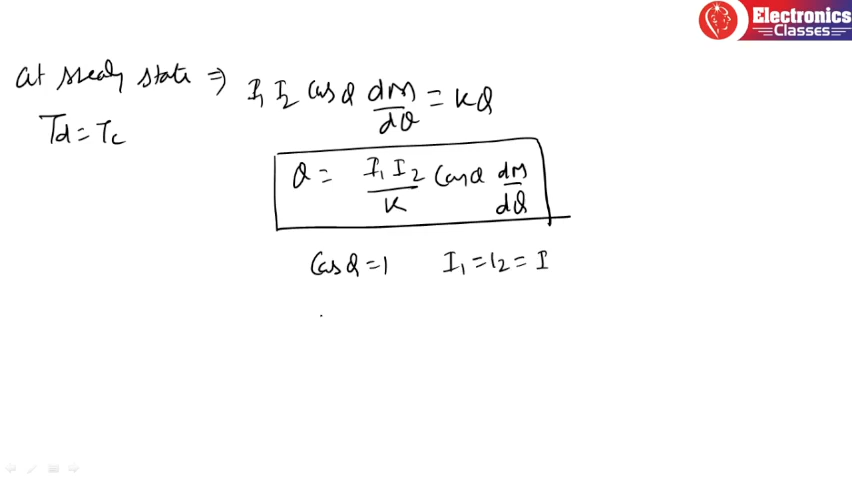 Electronics
Classes
at steady state ⇒ I₁ I₂ cos θ dM/dθ = Kθ
Td = Tc
θ = I₁ I₂/K cos θ dM/dθ
cos θ = 1 I₁ = I₂ = I